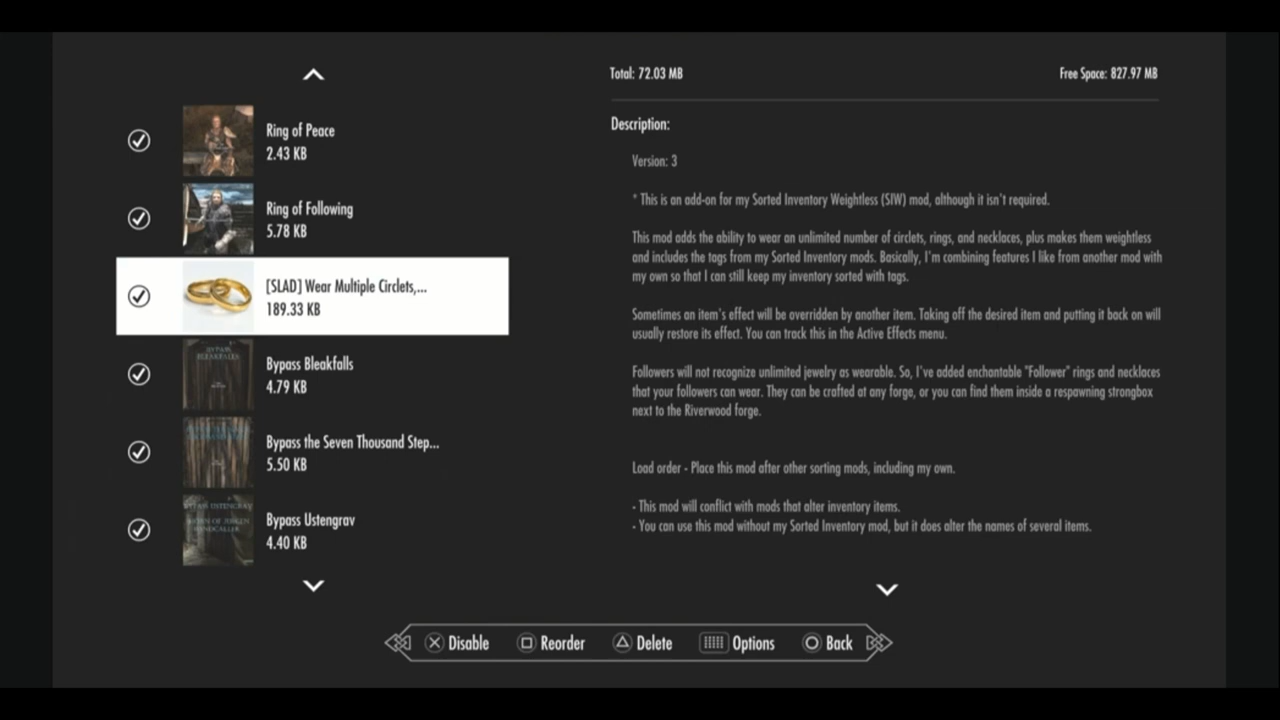 Total: 72.03 MB
Free Space: 827.97 MB
Ring of Peace
2.43 KB
Ring of Following
5.78 KB
[SLAD] Wear Multiple Circlets,...
189.33 KB
Bypass Bleakfalls
4.79 KB
Bypass the Seven Thousand Step...
5.50 KB
Bypass Ustengrav
4.40 KB
Description:
Version: 3
* This is an add-on for my Sorted Inventory Weightless (SIW) mod, although it isn't required.
This mod adds the ability to wear an unlimited number of circlets, rings, and necklaces, plus makes them weightless
and includes the tags from my Sorted Inventory mods. Basically, I'm combining features I like from another mod with
my own so that I can still keep my inventory sorted with tags.
Sometimes an item's effect will be overridden by another item. Taking off the desired item and putting it back on will
usually restore its effect. You can track this in the Active Effects menu.
Followers will not recognize unlimited jewelry as wearable. So, I've added enchantable "Follower" rings and necklaces
that your followers can wear. They can be crafted at any forge, or you can find them inside a respawning strongbox
next to the Riverwood forge.
Load order - Place this mod after other sorting mods, including my own.
- This mod will conflict with mods that alter inventory items.
- You can use this mod without my Sorted Inventory mod, but it does alter the names of several items.
Disable
Reorder
Delete
Options
Back